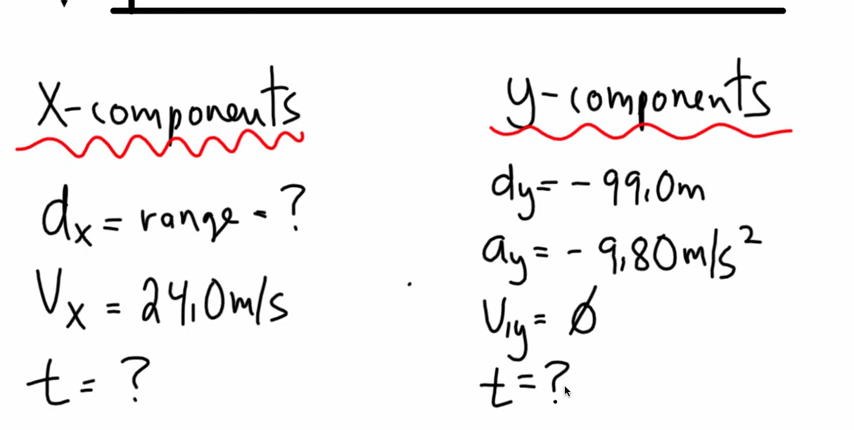 X-components
dx = range = ?
Vx = 24.0m/s
t = ?
y-components
dy = - 99.0m
ay = - 9.80m/s²
V1y = Ø
t = ?